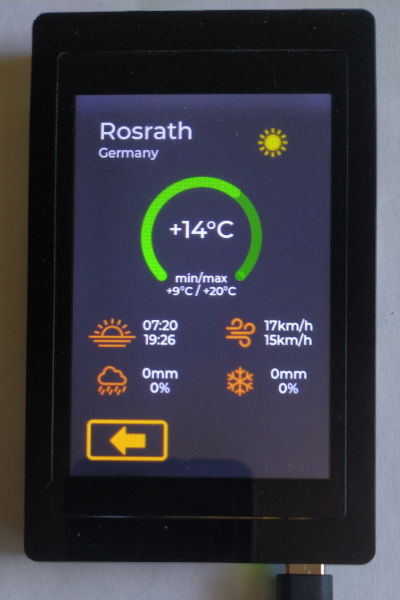 Rosrath
Germany
+14°C
min/max
+9°C / +20°C
07:20
19:26
17km/h
15km/h
0mm
0%
0mm
0%